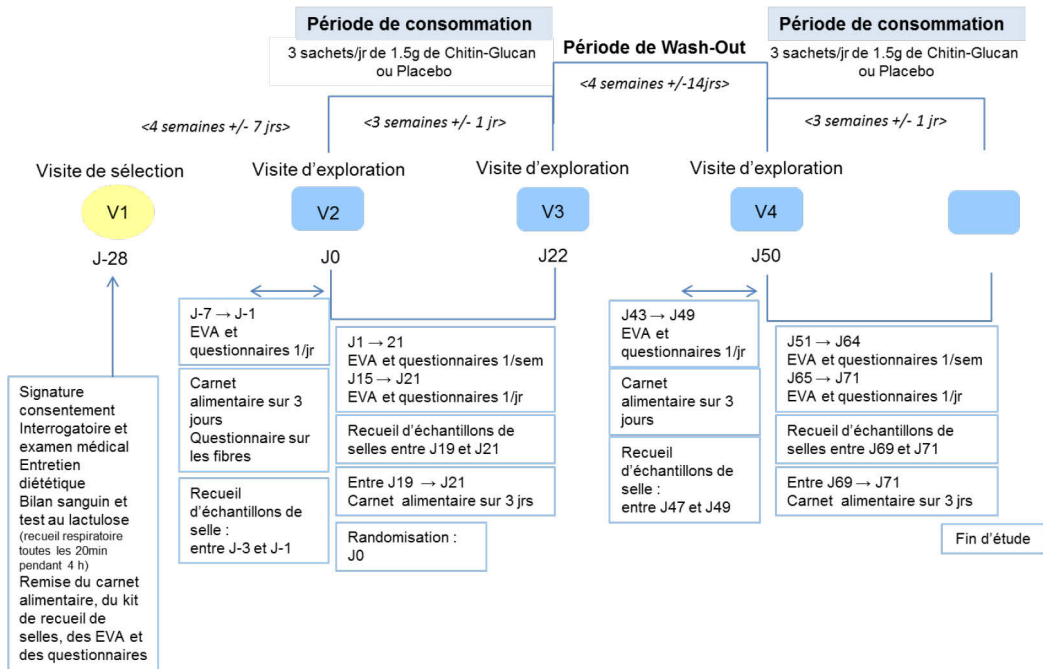 Période de consommation
3 sachets/jr de 1.5g de Chitin-Glucan
ou Placebo
Période de Wash-Out
<4 semaines +/-14jrs>
Période de consommation
3 sachets/jr de 1.5g de Chitin-Glucan
ou Placebo
<4 semaines +/- 7 jrs>
<3 semaines +/- 1 jr>
<3 semaines +/- 1 jr>
Visite de sélection
Visite d'exploration
Visite d'exploration
Visite d'exploration
V1
V2
V3
V4
J-28
J0
J22
J50
Signature
consentement
Interrogatoire et
examen médical
Entretien
diététique
Bilan sanguin et
test au lactulose
(recueil respiratoire
toutes les 20min
pendant 4 h)
Remise du carnet
alimentaire, du kit
de recueil de
selles, des EVA et
des questionnaires
J-7 → J-1
EVA et
questionnaires 1/jr
Carnet
alimentaire sur 3
jours
Questionnaire sur
les fibres
Recueil
d'échantillons de
selle :
entre J-3 et J-1
J1 → 21
EVA et questionnaires 1/sem
J15 → J21
EVA et questionnaires 1/jr
Recueil d'échantillons de
selles entre J19 et J21
Entre J19 → J21
Carnet alimentaire sur 3 jrs
Randomisation :
J0
J43 → J49
EVA et
questionnaires 1/jr
Carnet
alimentaire sur 3
jours
Recueil
d'échantillons de
selle :
entre J47 et J49
J51 → J64
EVA et questionnaires 1/sem
J65 → J71
EVA et questionnaires 1/jr
Recueil d'échantillons de
selles entre J69 et J71
Entre J69 → J71
Carnet alimentaire sur 3 jrs
Fin d'étude